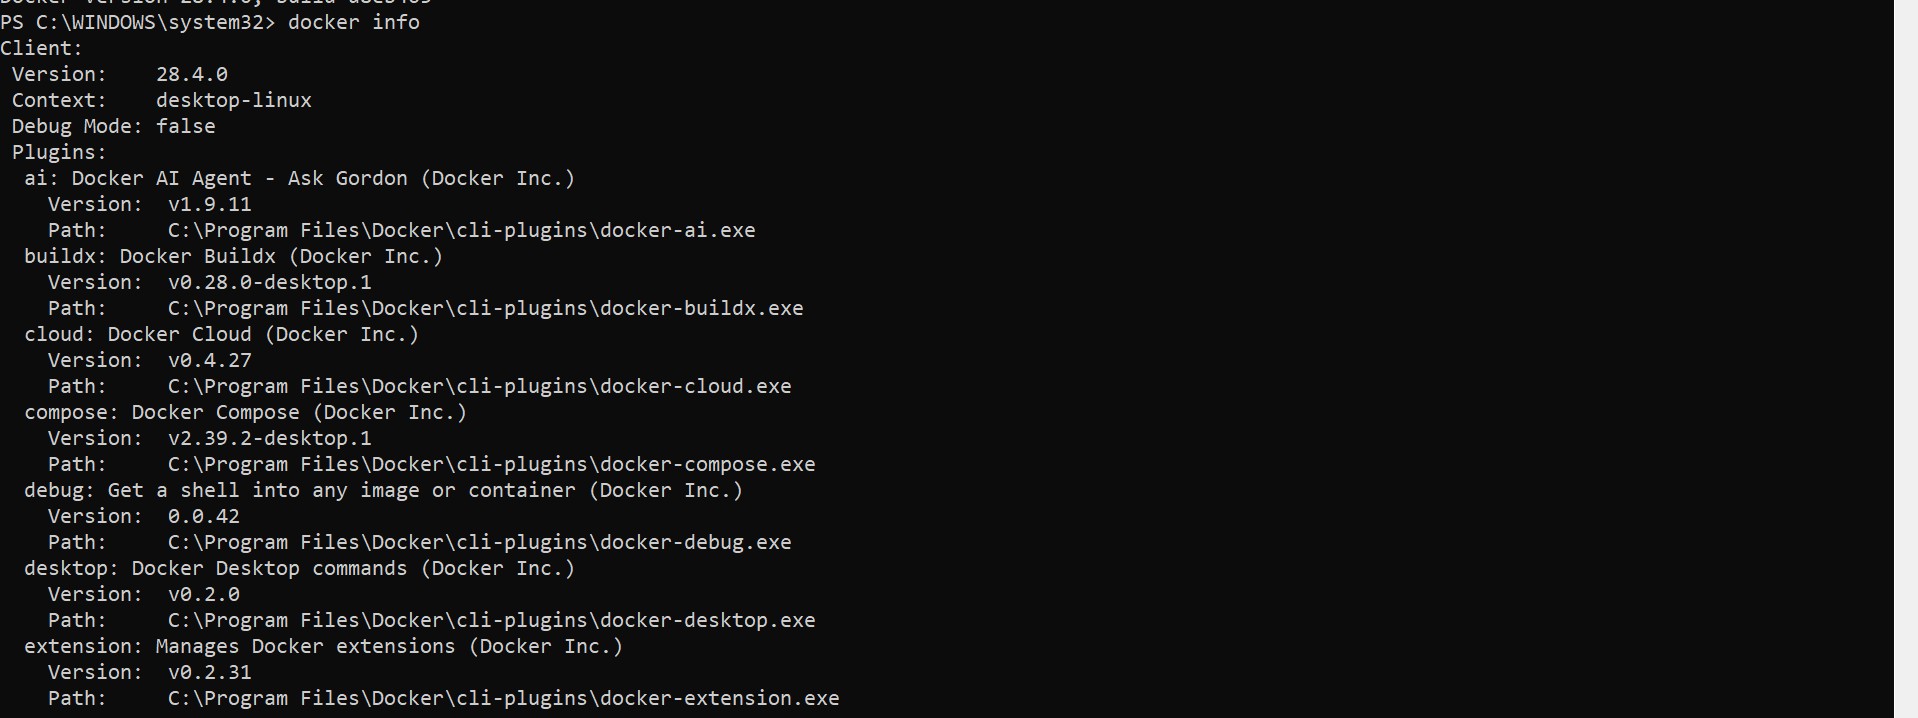 PS C:\WINDOWS\system32> docker info
Client:
 Version:    28.4.0
 Context:    desktop-linux
 Debug Mode: false
 Plugins:
  ai: Docker AI Agent - Ask Gordon (Docker Inc.)
    Version:  v1.9.11
    Path:     C:\Program Files\Docker\cli-plugins\docker-ai.exe
  buildx: Docker Buildx (Docker Inc.)
    Version:  v0.28.0-desktop.1
    Path:     C:\Program Files\Docker\cli-plugins\docker-buildx.exe
  cloud: Docker Cloud (Docker Inc.)
    Version:  v0.4.27
    Path:     C:\Program Files\Docker\cli-plugins\docker-cloud.exe
  compose: Docker Compose (Docker Inc.)
    Version:  v2.39.2-desktop.1
    Path:     C:\Program Files\Docker\cli-plugins\docker-compose.exe
  debug: Get a shell into any image or container (Docker Inc.)
    Version:  0.0.42
    Path:     C:\Program Files\Docker\cli-plugins\docker-debug.exe
  desktop: Docker Desktop commands (Docker Inc.)
    Version:  v0.2.0
    Path:     C:\Program Files\Docker\cli-plugins\docker-desktop.exe
  extension: Manages Docker extensions (Docker Inc.)
    Version:  v0.2.31
    Path:     C:\Program Files\Docker\cli-plugins\docker-extension.exe